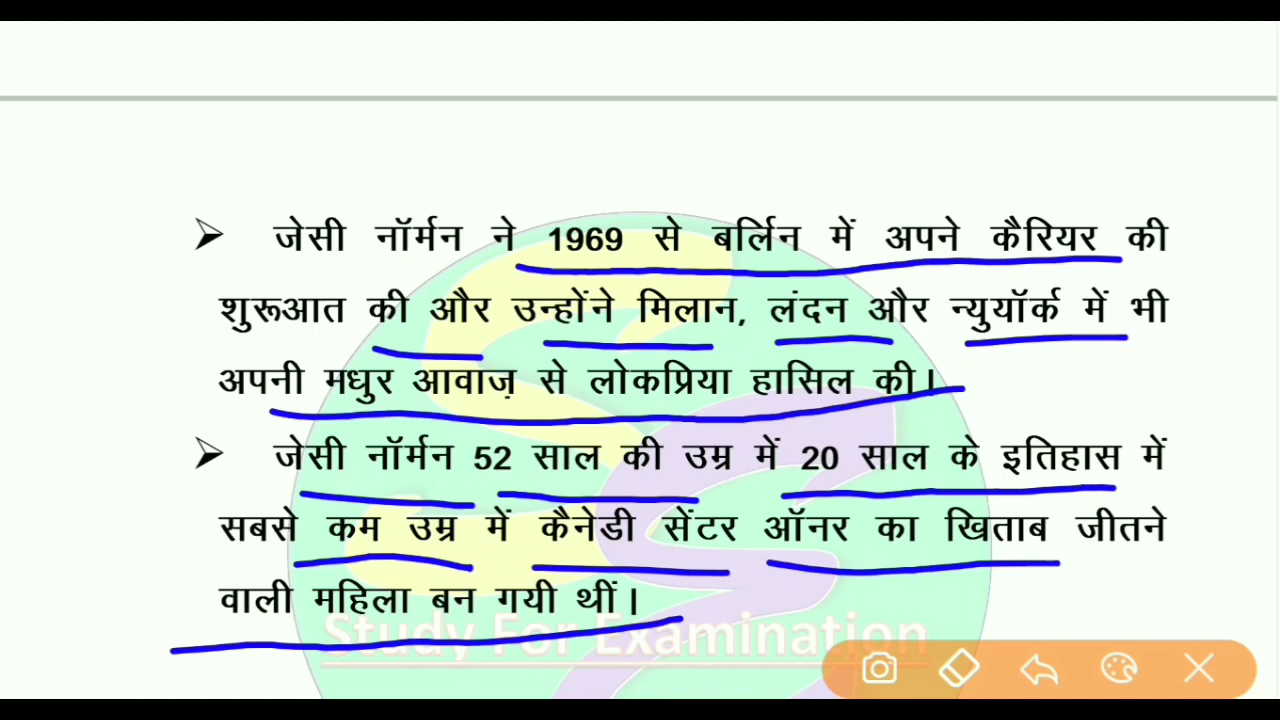 ➢ जेसी नॉर्मन ने 1969 से बर्लिन में अपने कैरियर की
शुरूआत की और उन्होंने मिलान, लंदन और न्युयॉर्क में भी
अपनी मधुर आवाज़ से लोकप्रिया हासिल की।
➢ जेसी नॉर्मन 52 साल की उम्र में 20 साल के इतिहास में
सबसे कम उम्र में कैनेडी सेंटर ऑनर का खिताब जीतने
वाली महिला बन गयी थीं।
Study For Examination